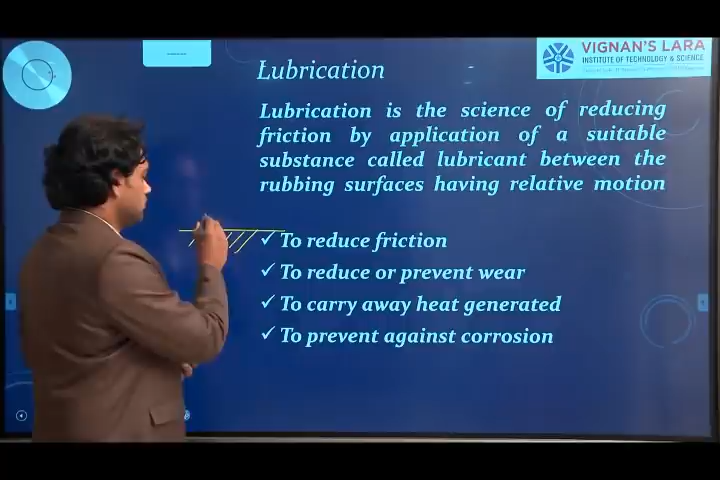 VIGNAN'S LARA
INSTITUTE OF TECHNOLOGY & SCIENCE
Lubrication
Lubrication is the science of reducing
friction by application of a suitable
substance called lubricant between the
rubbing surfaces having relative motion
✓ To reduce friction
✓ To reduce or prevent wear
✓ To carry away heat generated
✓ To prevent against corrosion